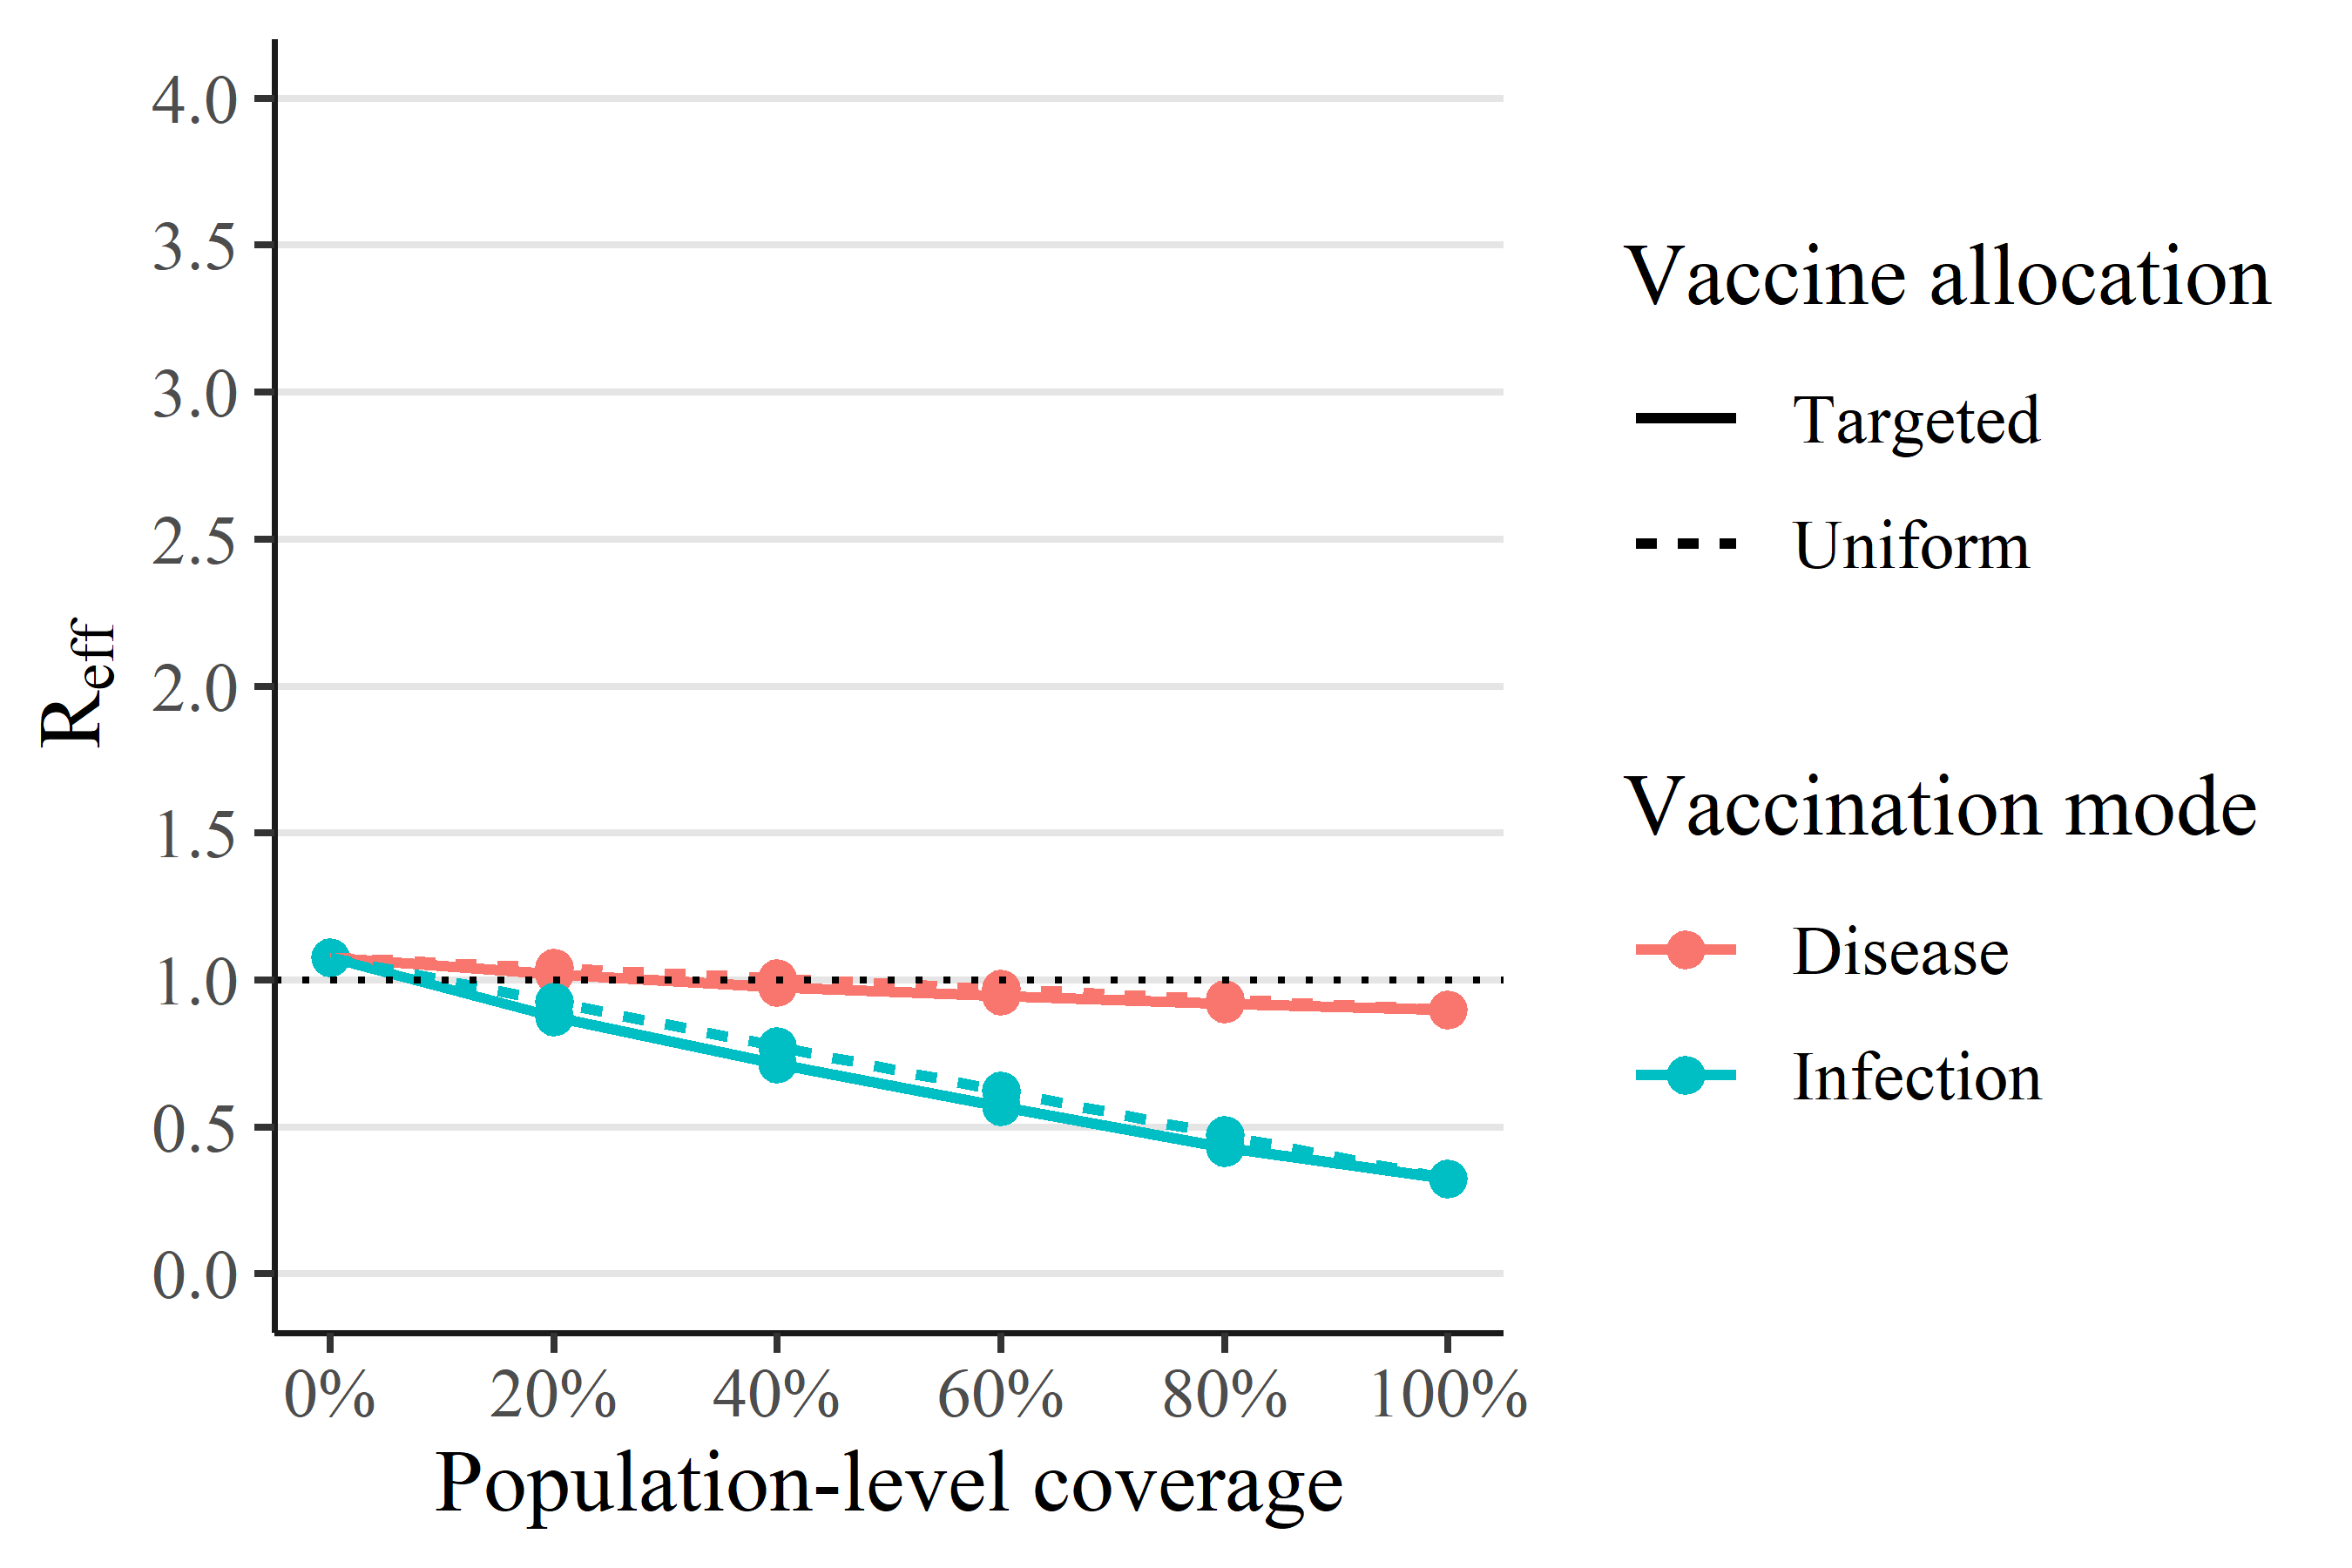 4.0
3.5
3.0
2.5
2.0
1.5
1.0
0.5
0.0
Reff
0%
20%
40%
60%
80%
100%
Population-level coverage
Vaccine allocation
Targeted
Uniform
Vaccination mode
Disease
Infection